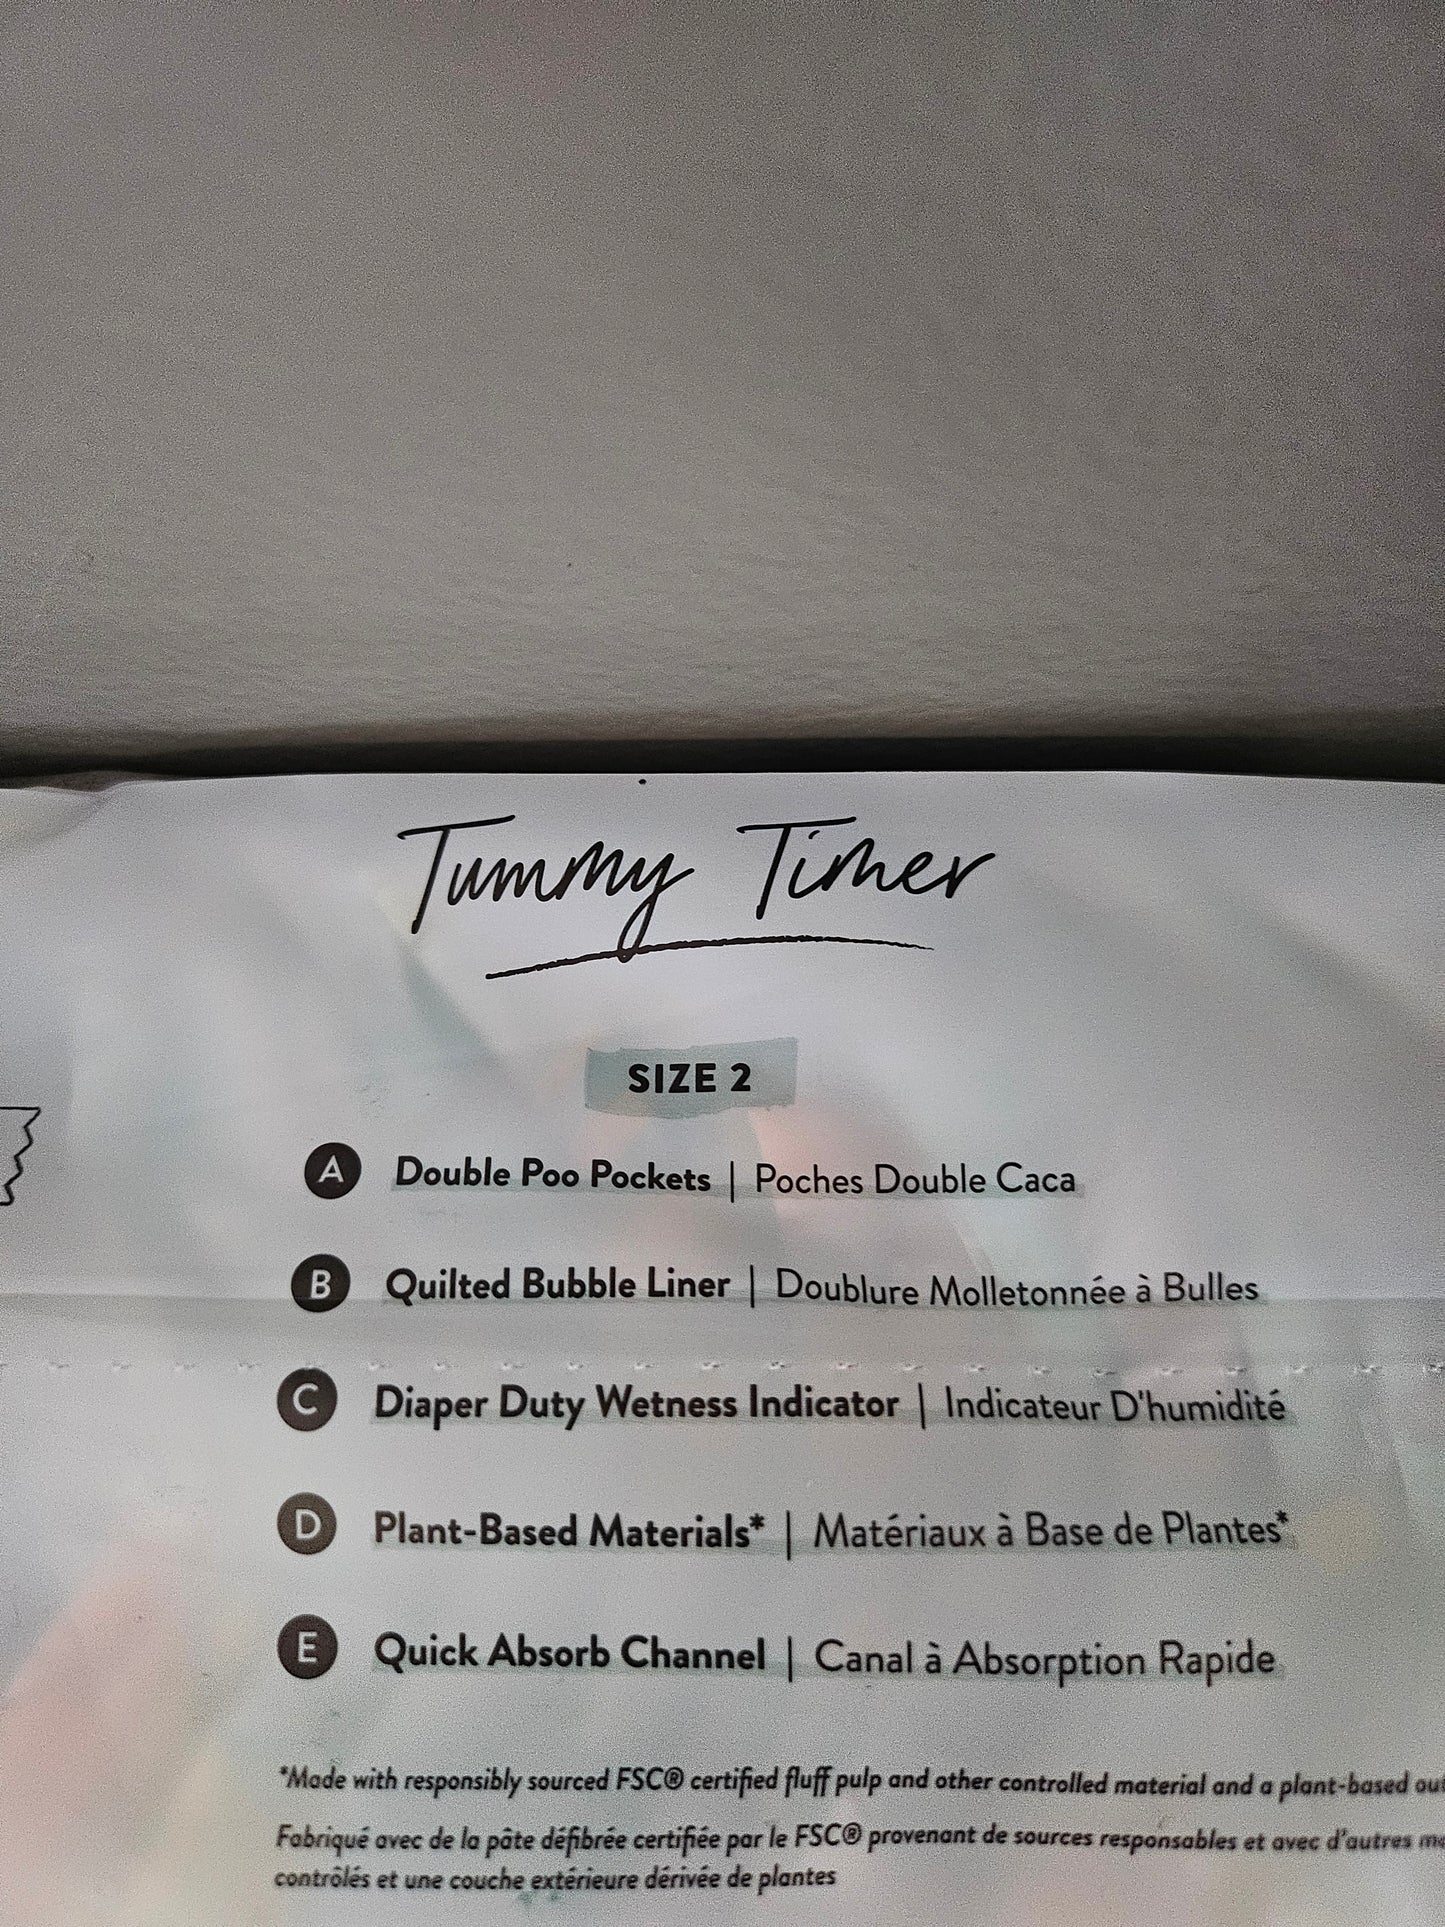 Tummy Timer
SIZE 2
A Double Poo Pockets | Poches Double Caca
B Quilted Bubble Liner | Doublure Molletonnée à Bulles
C Diaper Duty Wetness Indicator | Indicateur D'humidité
D Plant-Based Materials* | Matériaux à Base de Plantes*
E Quick Absorb Channel | Canal à Absorption Rapide
*Made with responsibly sourced FSC® certified fluff pulp and other controlled material and a plant-based
Fabriqué avec de la pâte défibrée certifiée par le FSC® provenant de sources responsables et avec d'autres
contrôlés et une couche extérieure dérivée de plantes